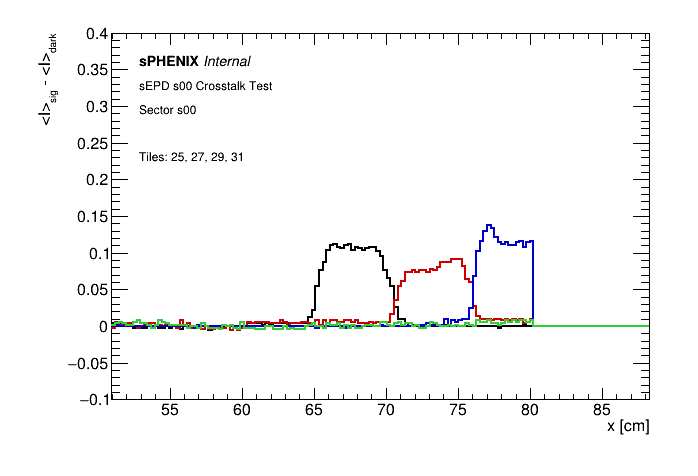 <I>sig - <I>dark
0.4
0.35
0.3
0.25
0.2
0.15
0.1
0.05
0
−0.05
−0.1
sPHENIX Internal
sEPD s00 Crosstalk Test
Sector s00
Tiles: 25, 27, 29, 31
55 60 65 70 75 80 85
x [cm]